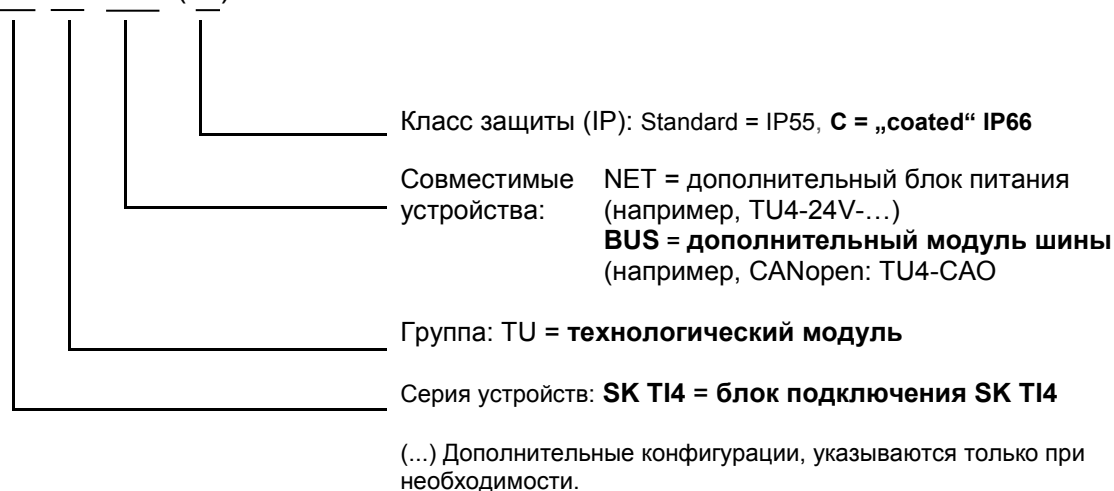 Класс защиты (IP): Standard = IP55, C = „coated“ IP66
Совместимые NET = дополнительный блок питания
устройства: (например, TU4-24V-…)
BUS = дополнительный модуль шины
(например, CANopen: TU4-CAO
Группа: TU = технологический модуль
Серия устройств: SK TI4 = блок подключения SK TI4
(...) Дополнительные конфигурации, указываются только при
необходимости.